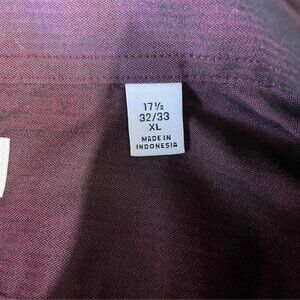 17½
32/33
XL
MADE IN
INDONESIA